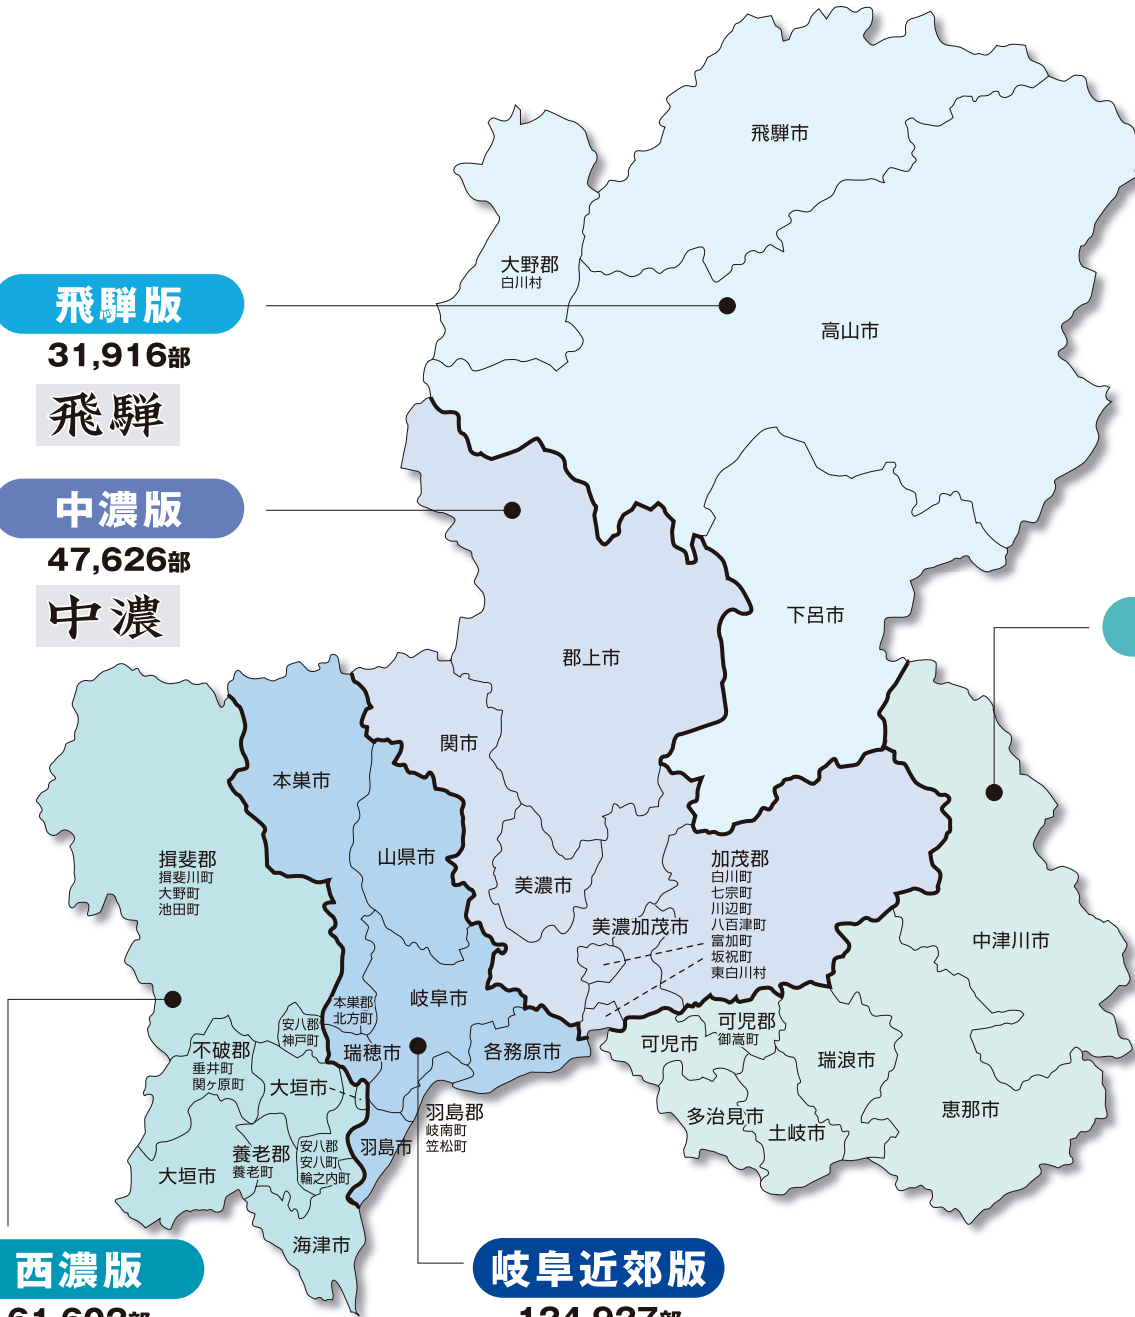 飛騨市
大野郡
白川村
高山市
飛騨版
31,916部
飛騨
中濃版
47,626部
中濃
下呂市
郡上市
関市
本巣市
山県市
美濃市
揖斐郡
揖斐川町
大野町
池田町
美濃加茂市
加茂郡
白川町
七宗町
川辺町
八百津町
富加町
坂祝町
東白川村
中津川市
岐阜市
本巣郡
北方町
安八郡
神戸町
瑞穂市
各務原市
不破郡
垂井町
関ヶ原町
大垣市
可児市
可児郡
御嵩町
瑞浪市
恵那市
多治見市
土岐市
羽島郡
岐南町
笠松町
羽島市
養老郡
養老町
安八郡
安八町
輪之内町
大垣市
海津市
西濃版
岐阜近郊版